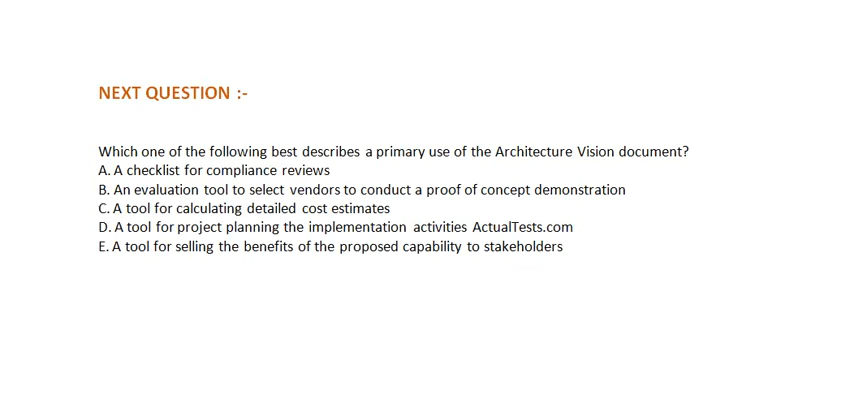 NEXT QUESTION :-
Which one of the following best describes a primary use of the Architecture Vision document?
A. A checklist for compliance reviews
B. An evaluation tool to select vendors to conduct a proof of concept demonstration
C. A tool for calculating detailed cost estimates
D. A tool for project planning the implementation activities ActualTests.com
E. A tool for selling the benefits of the proposed capability to stakeholders